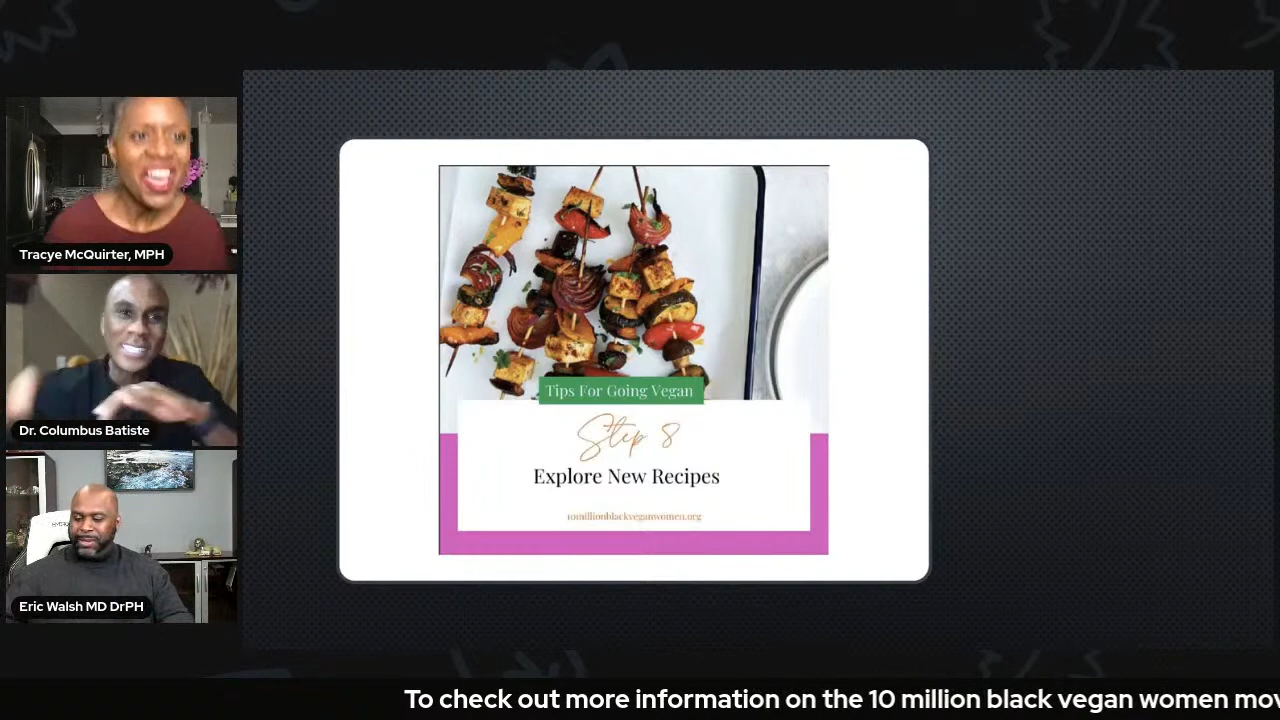 Tracye McQuirter, MPH
Dr. Columbus Batiste
Eric Walsh MD DrPH
Tips For Going Vegan
Step 8
Explore New Recipes
10millionblackveganwomen.org
To check out more information on the 10 million black vegan women mov